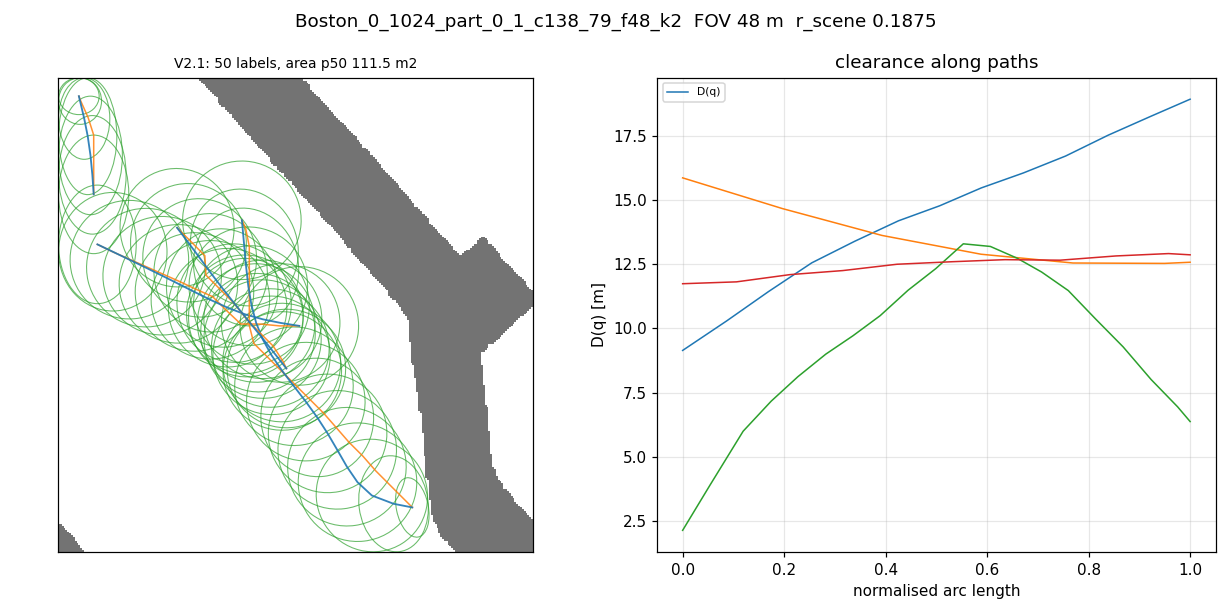 Boston_0_1024_part_0_1_c138_79_f48_k2  FOV 48 m  r_scene 0.1875
V2.1: 50 labels, area p50 111.5 m2
clearance along paths
D(q)
D(q) [m]
17.5
15.0
12.5
10.0
7.5
5.0
2.5
0.0
0.2
0.4
0.6
0.8
1.0
normalised arc length